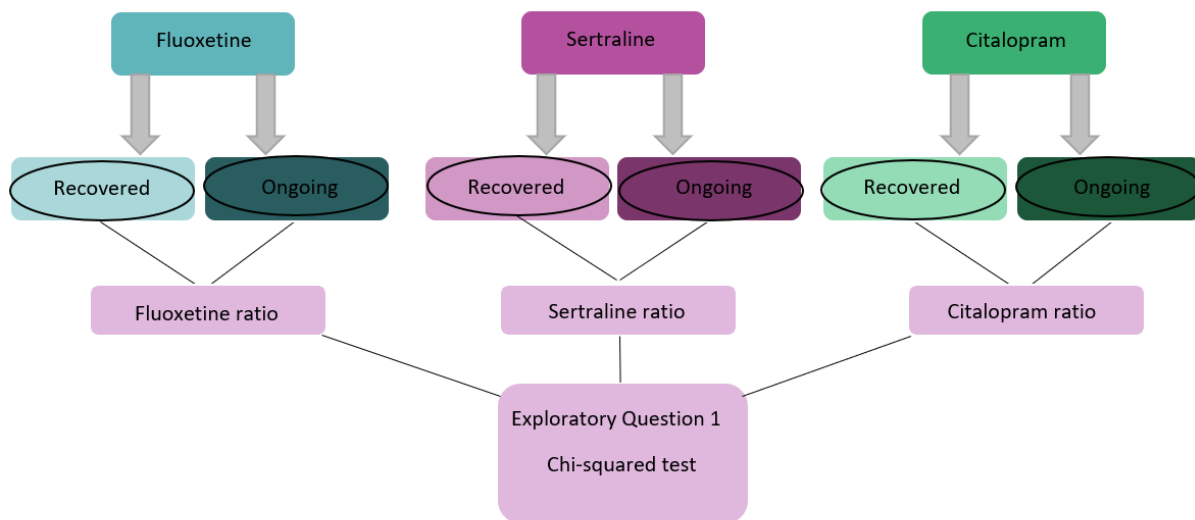 Fluoxetine
Sertraline
Citalopram
Recovered
Ongoing
Recovered
Ongoing
Recovered
Ongoing
Fluoxetine ratio
Sertraline ratio
Citalopram ratio
Exploratory Question 1
Chi-squared test